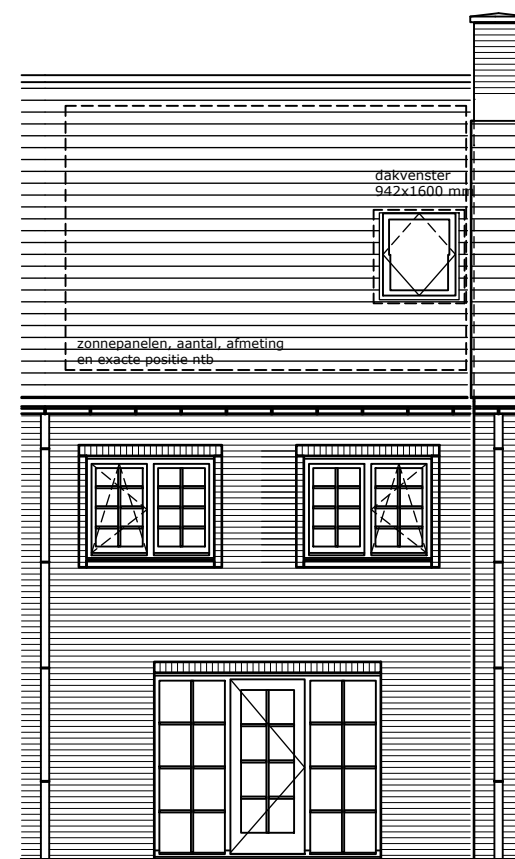 dakvenster
942x1600 mm
zonnepanelen, aantal, afmeting
en exacte positie ntb